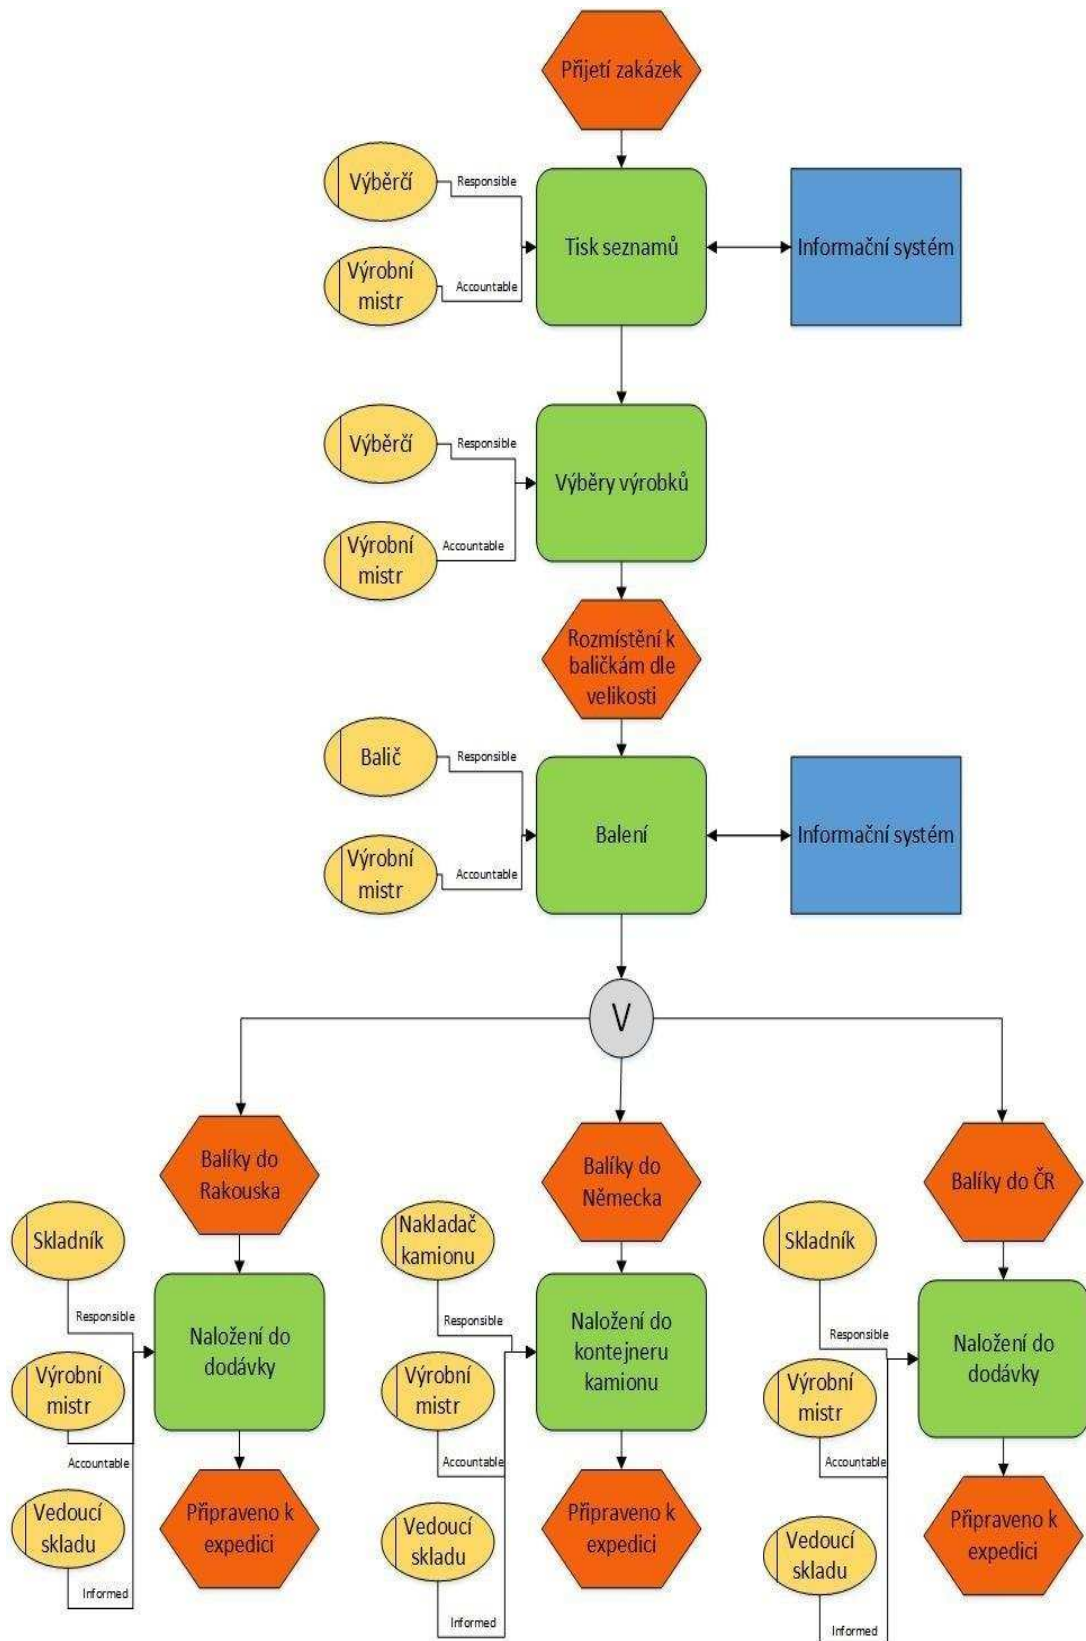 Přijetí zakázek
Výběrčí
Responsible
Tisk seznamů
Informační systém
Výrobní
mistr
Accountable
Výběrčí
Responsible
Výběry výrobků
Výrobní
mistr
Accountable
Rozmístění k
baličkám dle
velikosti
Balič
Responsible
Balení
Informační systém
Výrobní
mistr
Accountable
V
Balíky do
Rakouska
Balíky do
Německa
Balíky do ČR
Skladník
Responsible
Naložení do
dodávky
Výrobní
mistr
Accountable
Vedoucí
skladu
Informed
Připraveno k
expedici
Nakladač
kamionu
Responsible
Naložení do
kontejneru
kamionu
Výrobní
mistr
Accountable
Vedoucí
skladu
Informed
Připraveno k
expedici
Skladník
Responsible
Naložení do
dodávky
Výrobní
mistr
Accountable
Vedoucí
skladu
Informed
Připraveno k
expedici